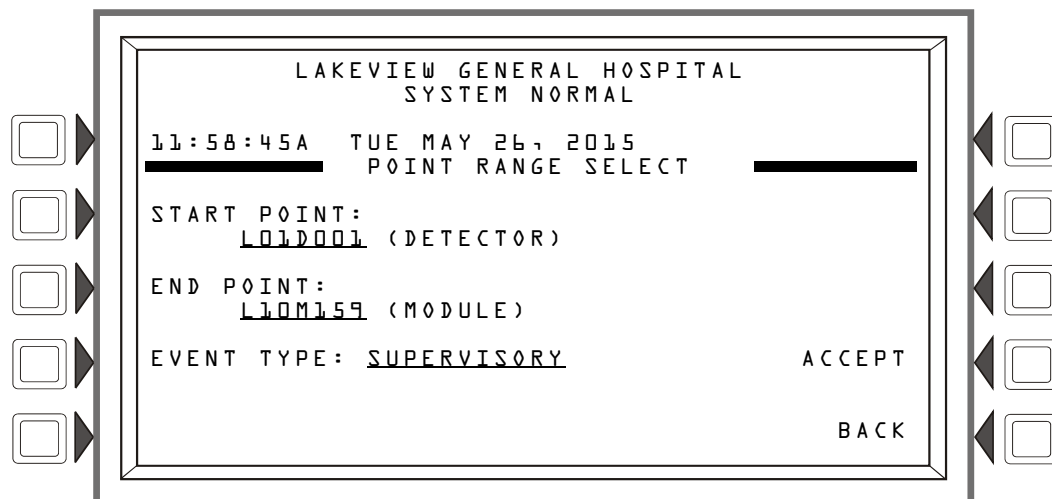 LAKEVIEW GENERAL HOSPITAL
SYSTEM NORMAL
11:58:45A TUE MAY 26, 2015
POINT RANGE SELECT
START POINT:
L01D001 (DETECTOR)
END POINT:
L10M159 (MODULE)
EVENT TYPE: SUPERVISORY ACCEPT
BACK